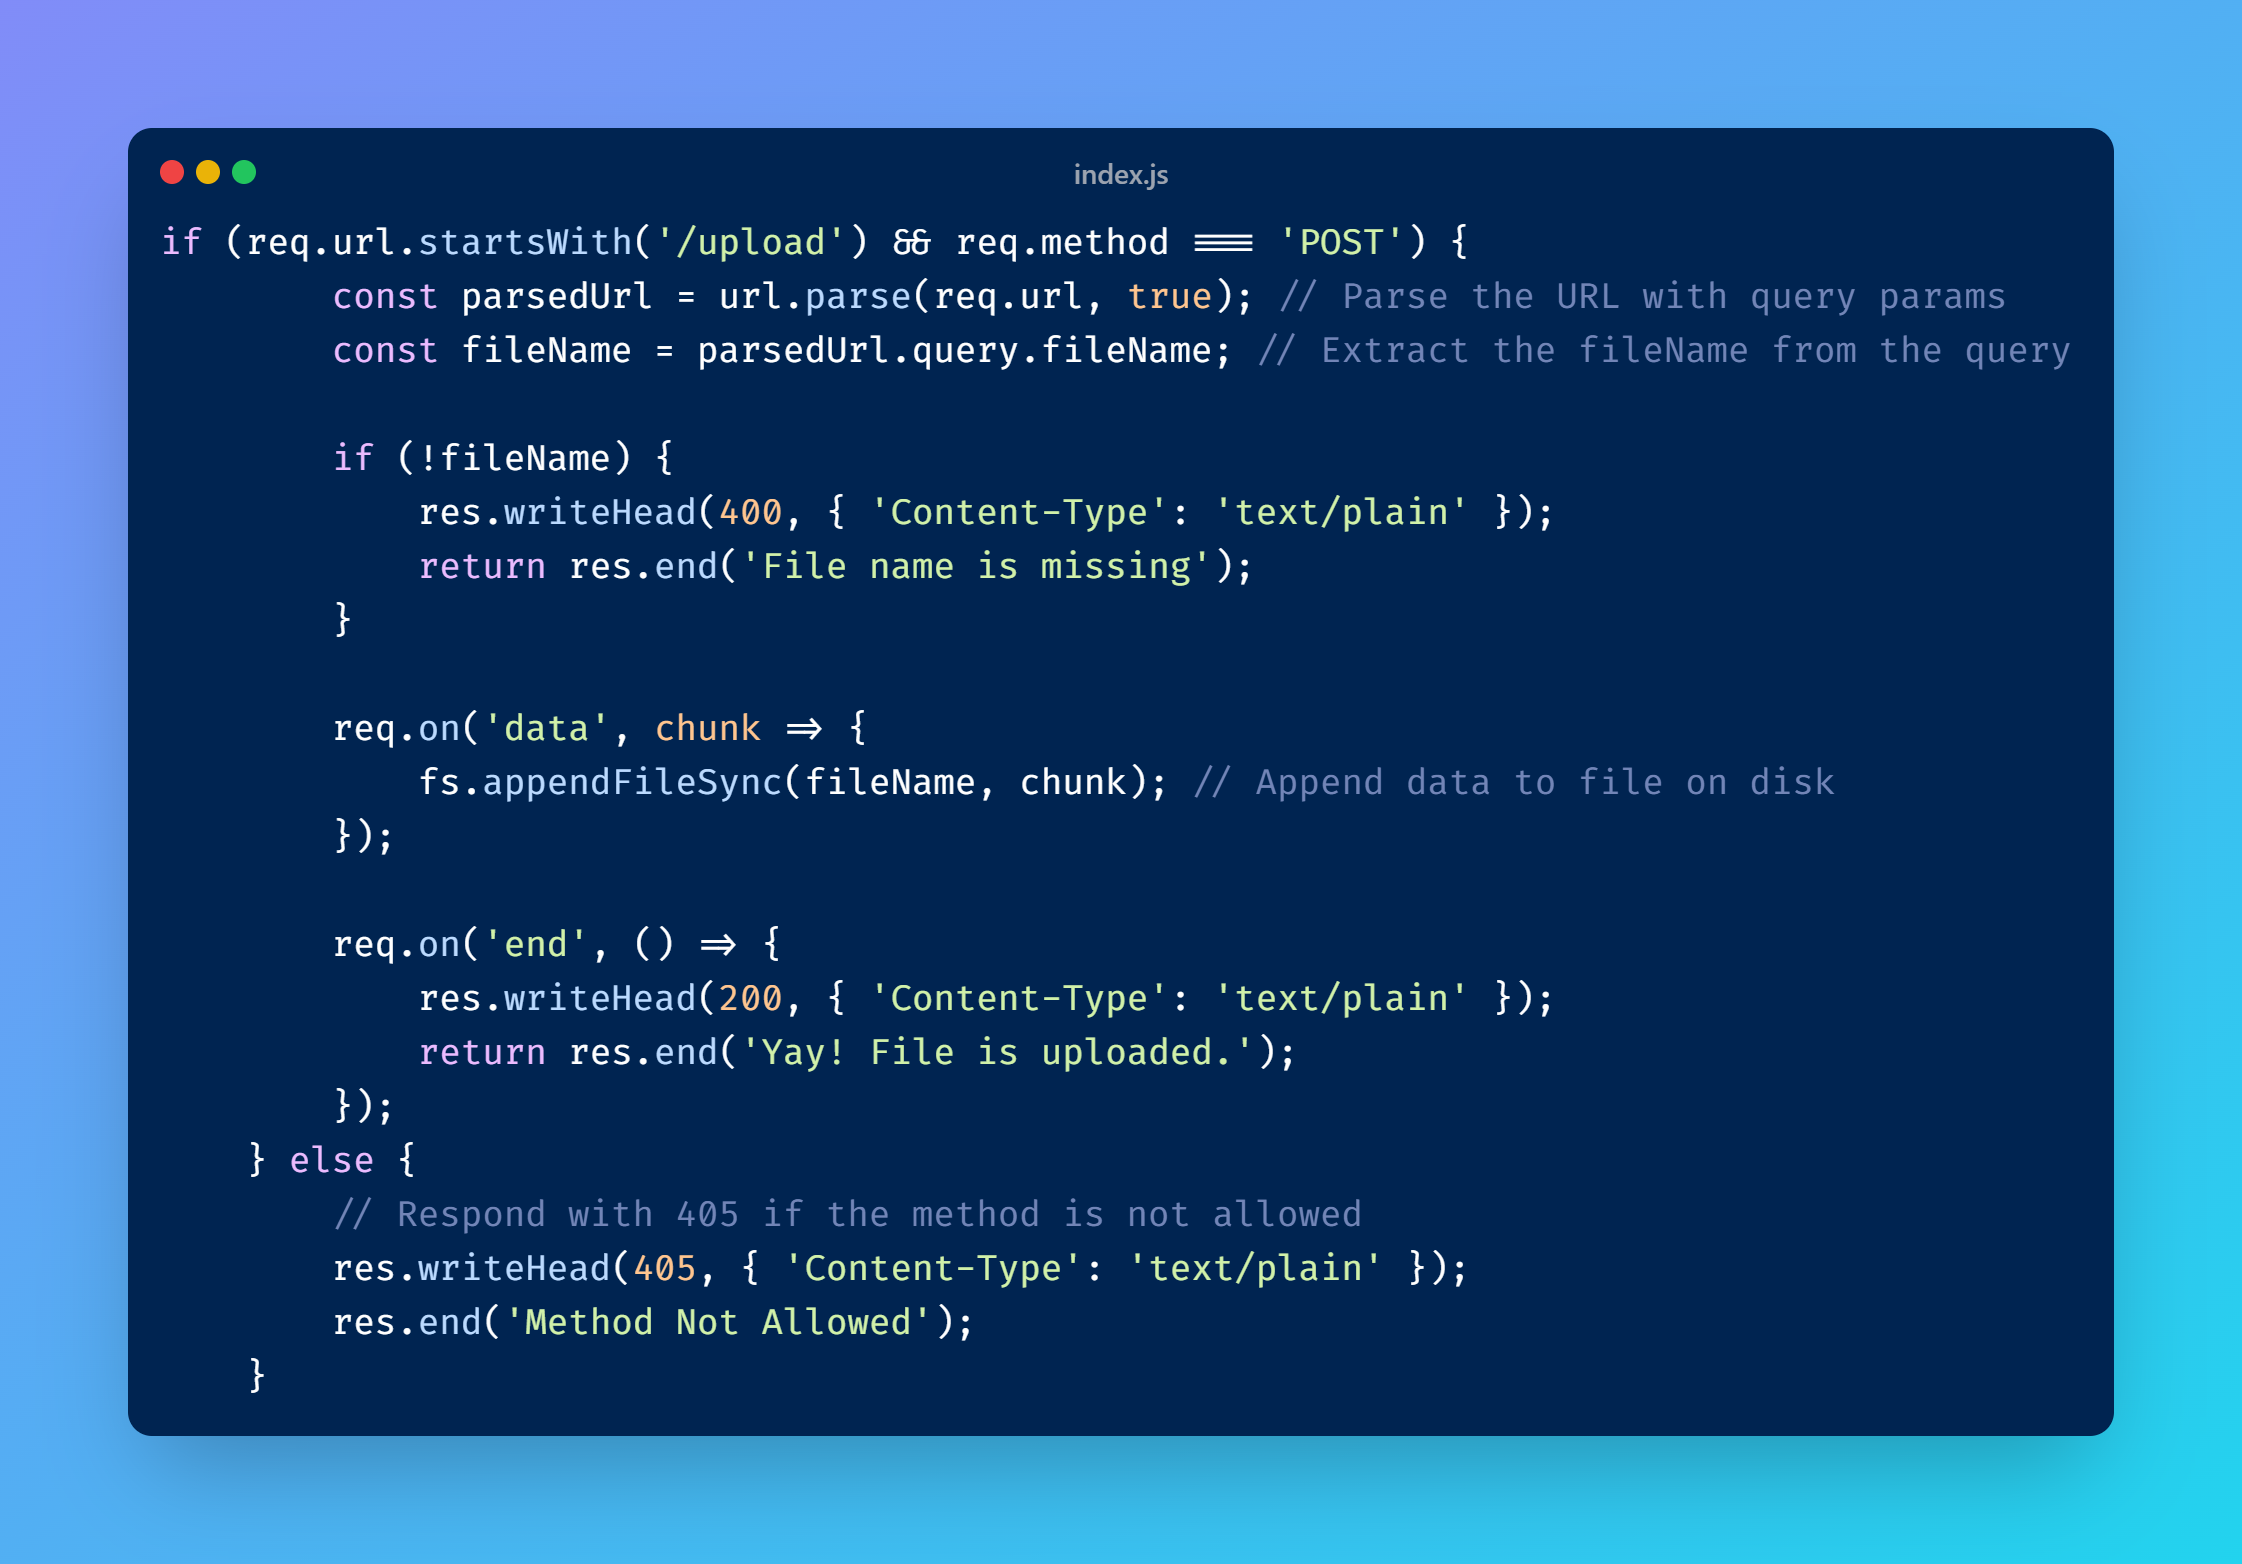 index.js
if (req.url.startsWith('/upload') && req.method === 'POST') {
        const parsedUrl = url.parse(req.url, true); // Parse the URL with query params
        const fileName = parsedUrl.query.fileName; // Extract the fileName from the query

        if (!fileName) {
            res.writeHead(400, { 'Content-Type': 'text/plain' });
            return res.end('File name is missing');
        }

        req.on('data', chunk => {
            fs.appendFileSync(fileName, chunk); // Append data to file on disk
        });

        req.on('end', () => {
            res.writeHead(200, { 'Content-Type': 'text/plain' });
            return res.end('Yay! File is uploaded.');
        });
    } else {
        // Respond with 405 if the method is not allowed
        res.writeHead(405, { 'Content-Type': 'text/plain' });
        res.end('Method Not Allowed');
    }